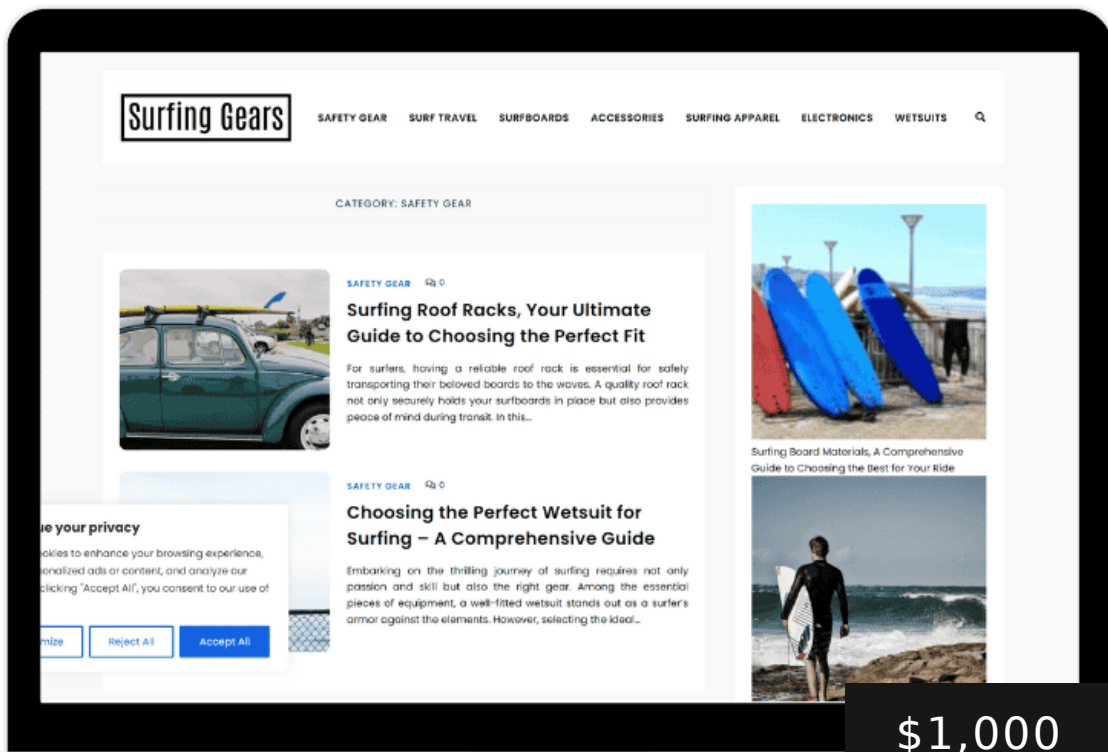 Surfing Gears
SAFETY GEAR SURF TRAVEL SURFBOARDS ACCESSORIES SURFING APPAREL ELECTRONICS WETSUITS
CATEGORY: SAFETY GEAR
SAFETY GEAR 0
Surfing Roof Racks, Your Ultimate
Guide to Choosing the Perfect Fit
For surfers, having a reliable roof rack is essential for safely
transporting their beloved boards to the waves. A quality roof rack
not only securely holds your surfboards in place but also provides
peace of mind during transit. In this...
SAFETY GEAR 0
Choosing the Perfect Wetsuit for
Surfing – A Comprehensive Guide
Embarking on the thrilling journey of surfing requires not only
passion and skill but also the right gear. Among the essential
pieces of equipment, a well-fitted wetsuit stands out as a surfer's
armor against the elements. However, selecting the ideal...
Surfing Board Materials, A Comprehensive
Guide to Choosing the Best for Your Ride
your privacy
to enhance your browsing experience,
ads or content, and analyze our
clicking "Accept All", you consent to our use of
Reject All
Accept All
$1,000